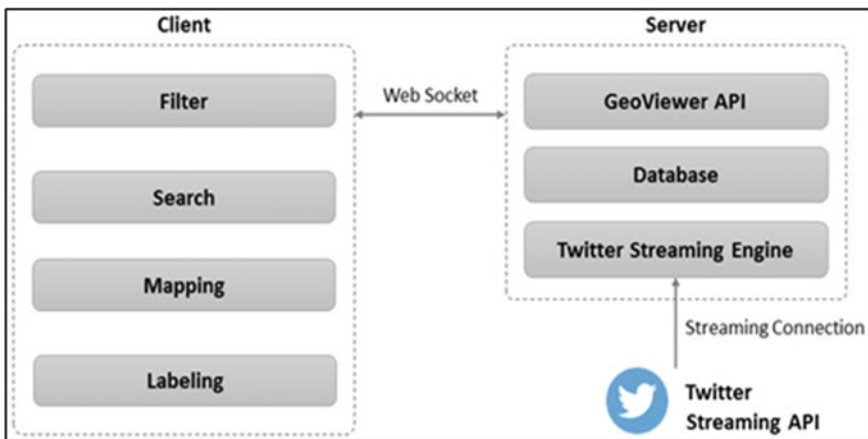 Client
Filter
Search
Mapping
Labeling
Web Socket
Server
GeoViewer API
Database
Twitter Streaming Engine
Streaming Connection
Twitter
Streaming API